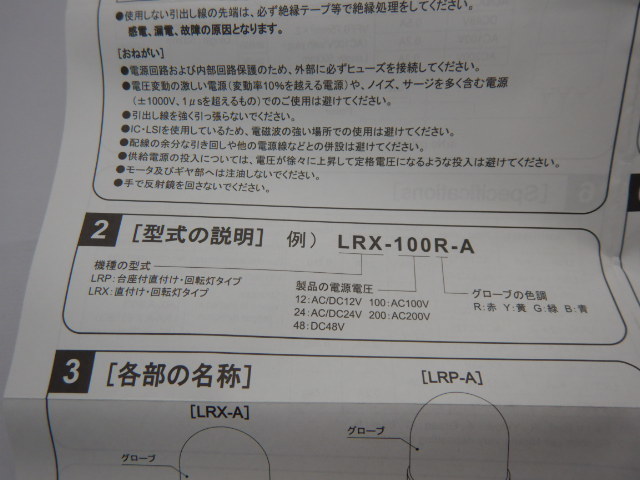 ●使用しない引出し線の先端は、必ず絶縁テープ等で絶縁処理をしてください。
感電、漏電、故障の原因となります。
[おねがい]
●電源回路および内部回路保護のため、外部に必ずヒューズを接続してください。
●電圧変動の激しい電源(変動率10%を越える電源)や、ノイズ、サージを多く含む電源
(±1000V、1μsを超えるもの)でのご使用は避けてください。
●引出し線を強く引っ張らないでください。
●IC・LSIを使用しているため、電磁波の強い場所での使用は避けてください。
●配線の余分な引き回しや他の電源線などとの併設は避けてください。
●供給電源の投入については、電圧が徐々に上昇して定格電圧になるような投入は避けてください。
●モータ及びギヤ部へは注油しないでください。
●手で反射鏡を回さないでください。
2 [型式の説明] 例) LRX-100R-A
機種の型式
LRP:台座付直付け・回転灯タイプ
LRX:直付け・回転灯タイプ
製品の電源電圧
12:AC/DC12V 100:AC100V
24:AC/DC24V 200:AC200V
48:DC48V
グローブの色調
R:赤 Y:黄 G:緑 B:青
3 [各部の名称]
[LRX-A]
[LRP-A]
グローブ
グローブ